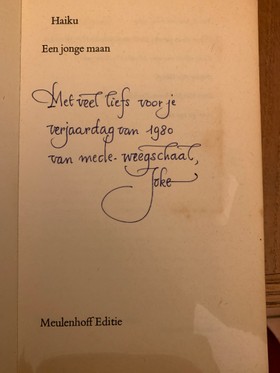 Haiku
Een jonge maan
Met veel liefs voor je
verjaardag van 1980
van mede-weegschaal,
Joke
Meulenhoff Editie